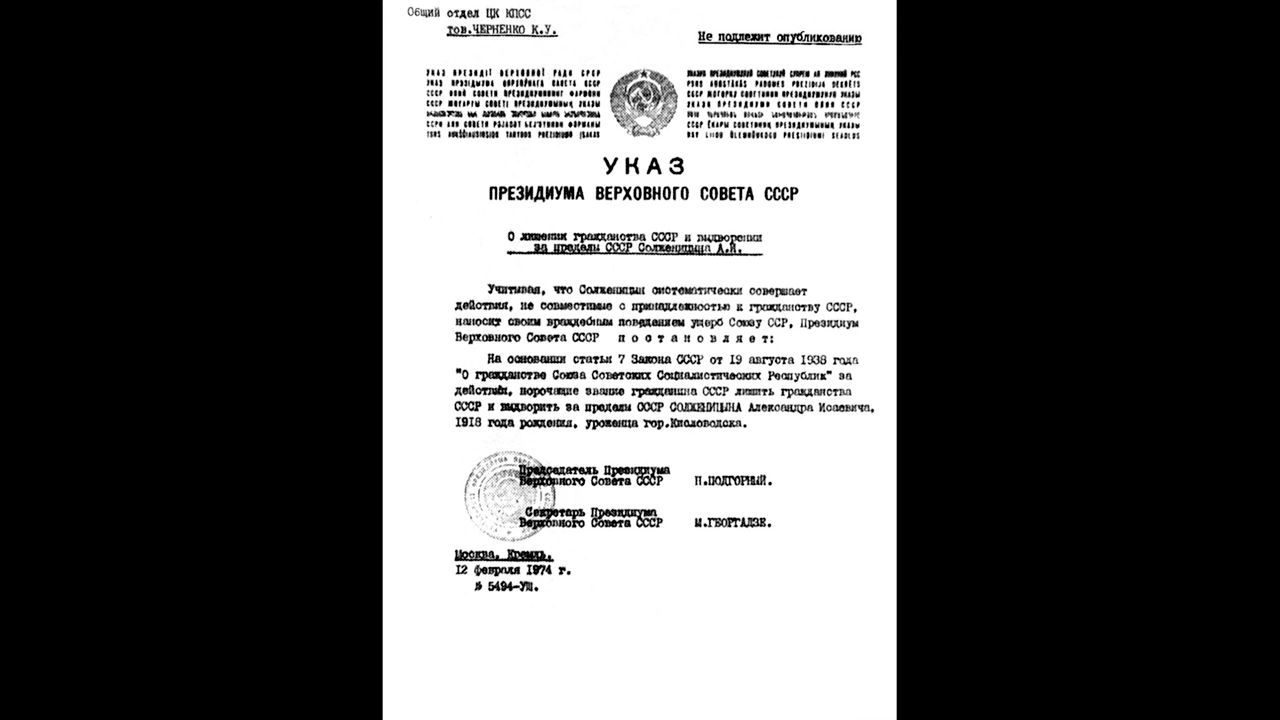 Общий отдел ЦК КПСС
тов.ЧЕРНЕНКО К.У.
Не подлежит опубликованию
УКАЗ ПРЕЗИДІЇ ВЕРХОВНОЇ РАДИ СРСР
УКАЗ
ПРЕЗИДИУМА ВЕРХОВНОГО СОВЕТА СССР
О лишении гражданства СССР и выдворении
за пределы СССР Солженицына А.И.
Учитывая, что Солженицын систематически совершает
действия, не совместимые с принадлежностью к гражданству СССР,
наносит своим враждебным поведением ущерб Союзу ССР, Президиум
Верховного Совета СССР п о с т а н о в л я е т:
На основании статьи 7 Закона СССР от 19 августа 1938 года
"О гражданстве Союза Советских Социалистических Республик" за
действия, порочащие звание гражданина СССР лишить гражданства
СССР и выдворить за пределы СССР СОЛЖЕНИЦЫНА Александра Исаевича,
1918 года рождения, уроженца гор.Кисловодска.
Председатель Президиума
Верховного Совета СССР Н.ПОДГОРНЫЙ.
Секретарь Президиума
Верховного Совета СССР М.ГЕОРГАДЗЕ.
Москва, Кремль.
12 февраля 1974 г.
№ 5494-УШ.